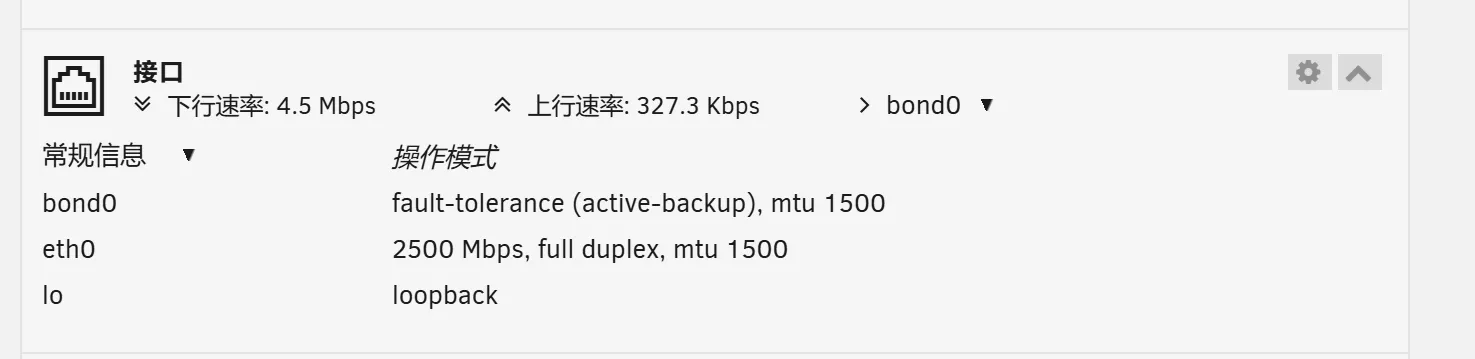 接口
下行速率: 4.5 Mbps 上行速率: 327.3 Kbps bond0
常规信息 操作模式
bond0 fault-tolerance (active-backup), mtu 1500
eth0 2500 Mbps, full duplex, mtu 1500
lo loopback